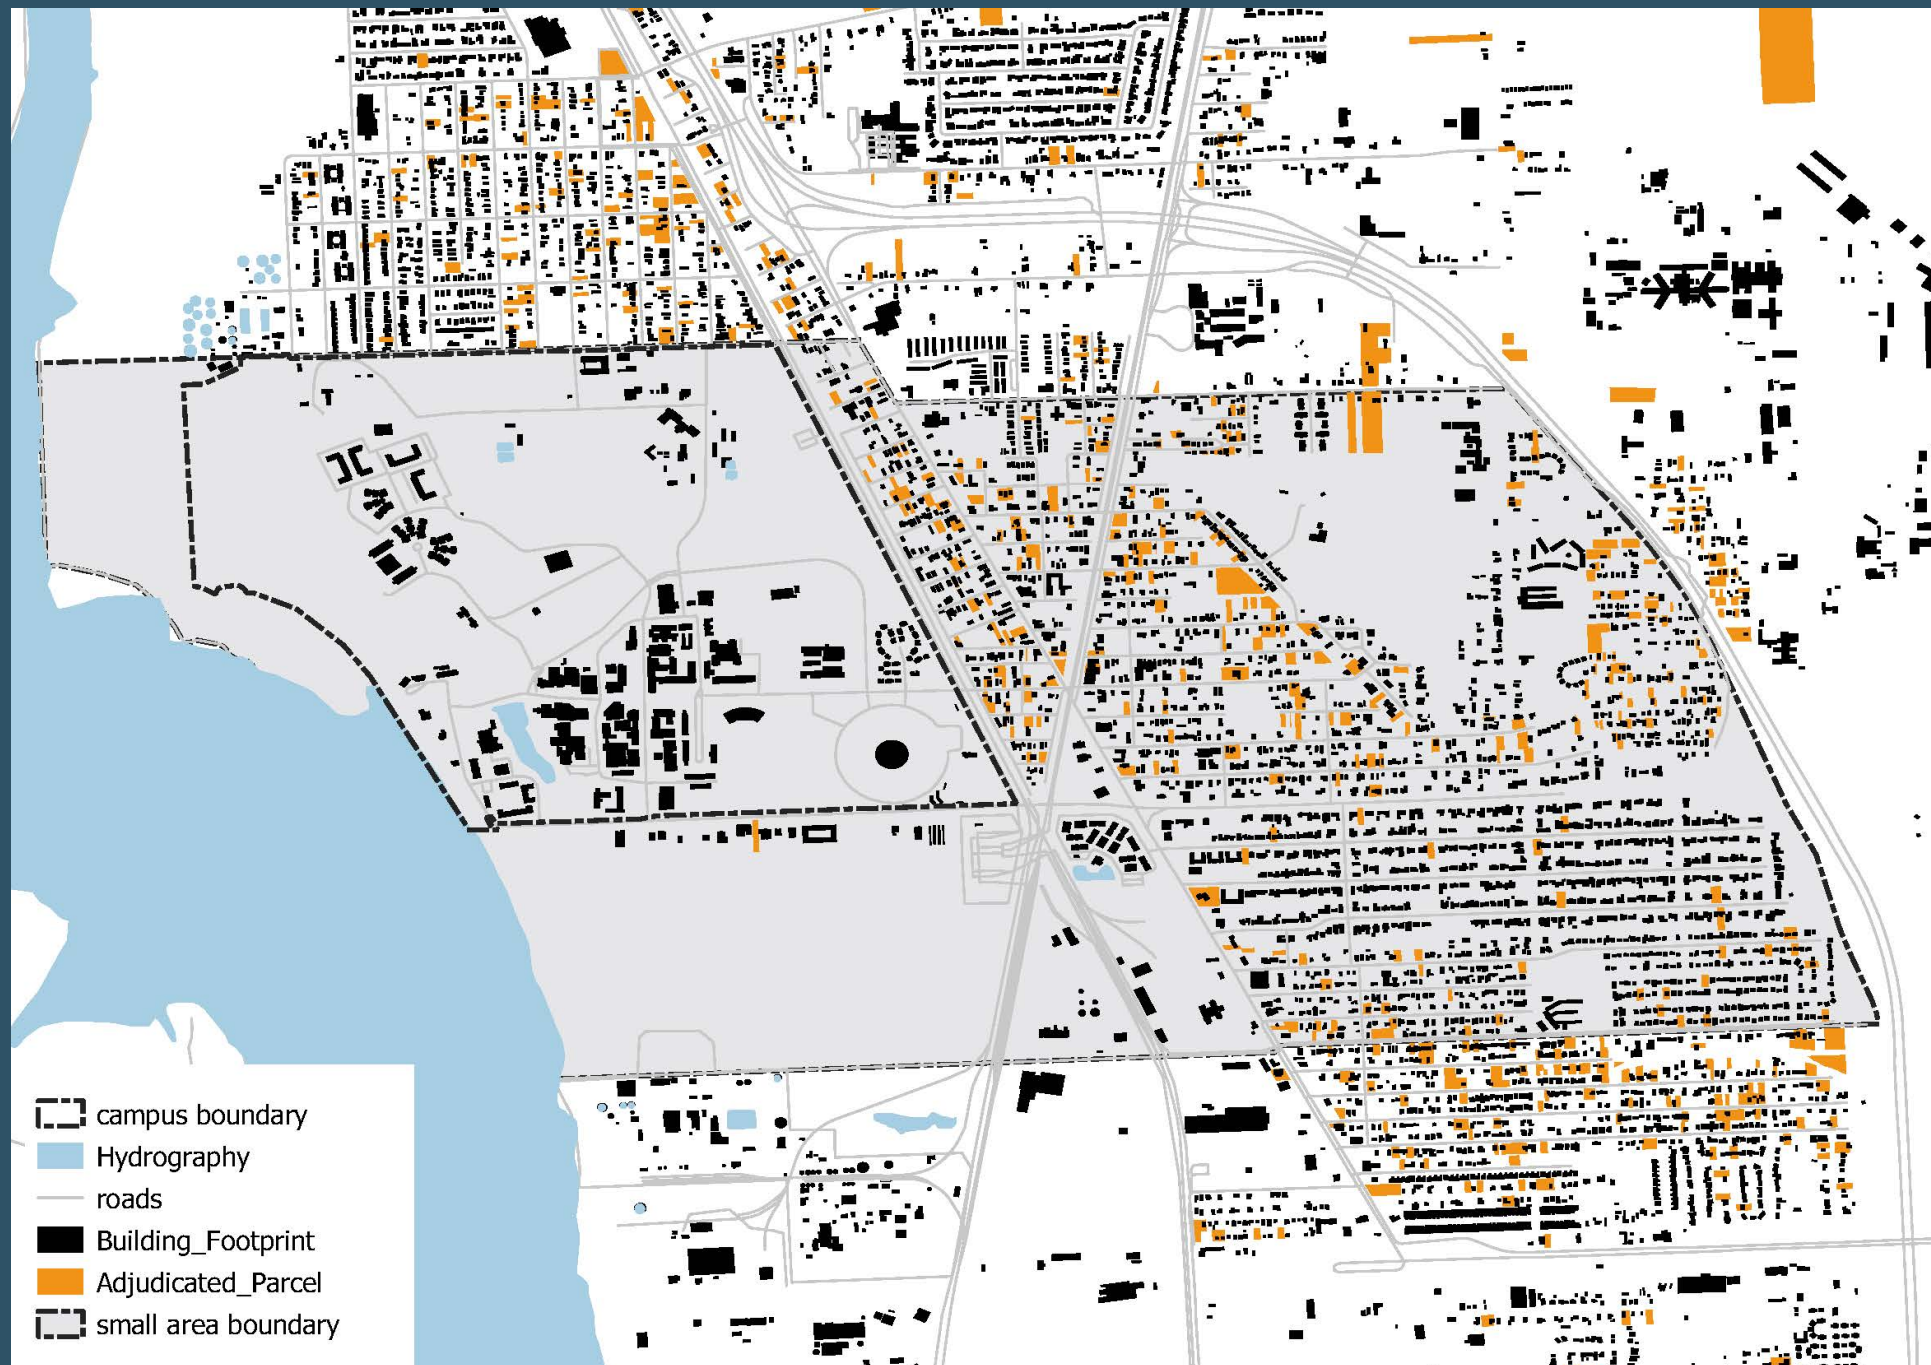 campus boundary
Hydrography
roads
Building_Footprint
Adjudicated_Parcel
small area boundary